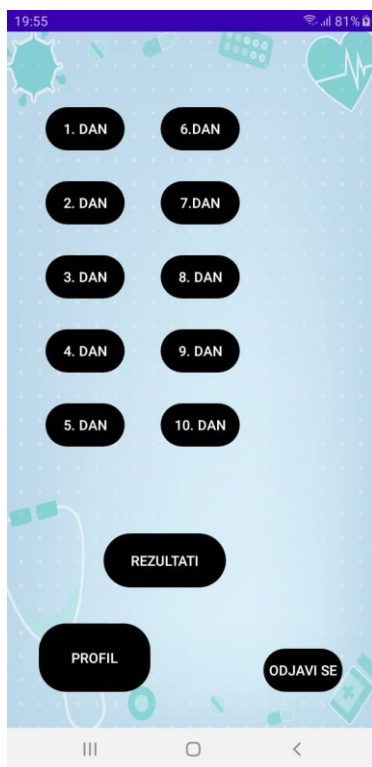 19:55 81%
1. DAN 6.DAN
2. DAN 7.DAN
3. DAN 8. DAN
4. DAN 9. DAN
5. DAN 10. DAN
REZULTATI
PROFIL
ODJAVI SE